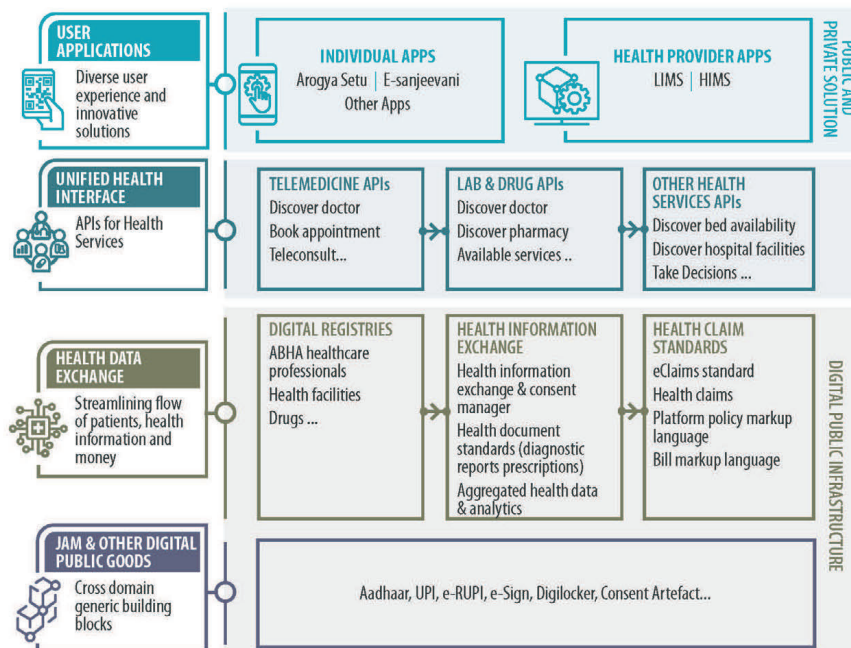 USER
APPLICATIONS
Diverse user
experience and
innovative
solutions
INDIVIDUAL APPS
Arogya Setu | E-sanjeevani
Other Apps
HEALTH PROVIDER APPS
LIMS | HIMS
PUBLIC AND
PRIVATE SOLUTION
UNIFIED HEALTH
INTERFACE
APIs for Health
Services
TELEMEDICINE APIs
Discover doctor
Book appointment
Teleconsult...
LAB & DRUG APIs
Discover doctor
Discover pharmacy
Available services ..
OTHER HEALTH
SERVICES APIs
Discover bed availability
Discover hospital facilities
Take Decisions ...
HEALTH DATA
EXCHANGE
Streamlining flow
of patients, health
information and
money
DIGITAL REGISTRIES
ABHA healthcare
professionals
Health facilities
Drugs ...
HEALTH INFORMATION
EXCHANGE
Health information
exchange & consent
manager
Health document
standards (diagnostic
reports prescriptions)
Aggregated health data
& analytics
HEALTH CLAIM
STANDARDS
eClaims standard
Health claims
Platform policy markup
language
Bill markup language
DIGITAL PUBLIC INFRASTRUCTURE
JAM & OTHER DIGITAL
PUBLIC GOODS
Cross domain
generic building
blocks
Aadhaar, UPI, e-RUPI, e-Sign, Digilocker, Consent Artefact...